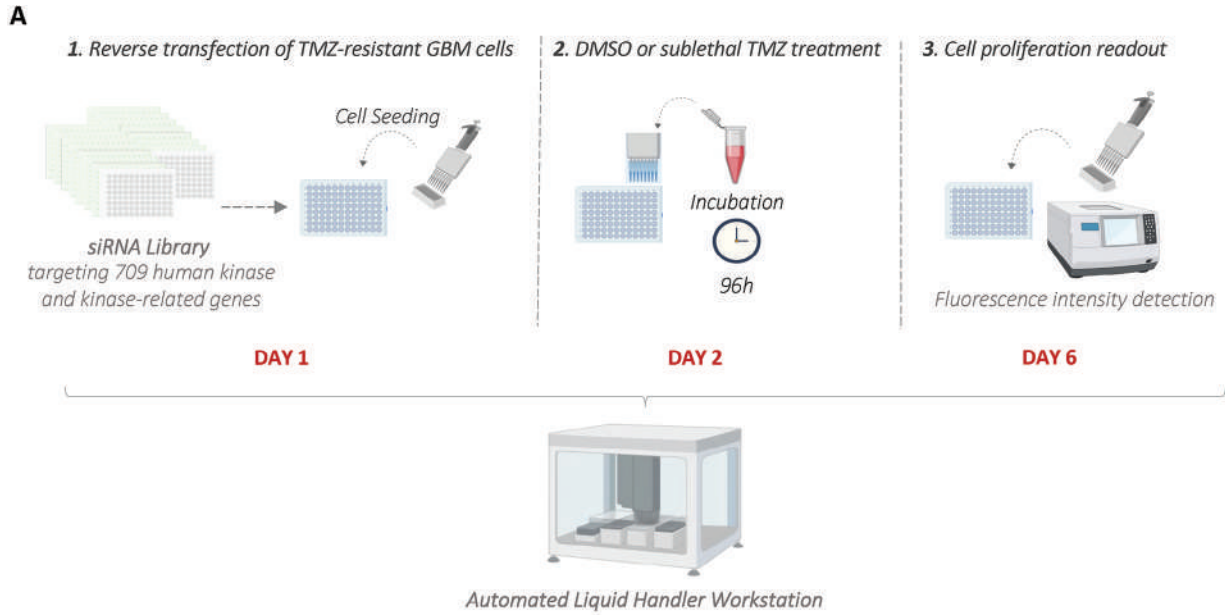 A
1. Reverse transfection of TMZ-resistant GBM cells
2. DMSO or sublethal TMZ treatment
3. Cell proliferation readout
Cell Seeding
siRNA Library
targeting 709 human kinase
and kinase-related genes
Incubation
96h
Fluorescence intensity detection
DAY 1
DAY 2
DAY 6
Automated Liquid Handler Workstation